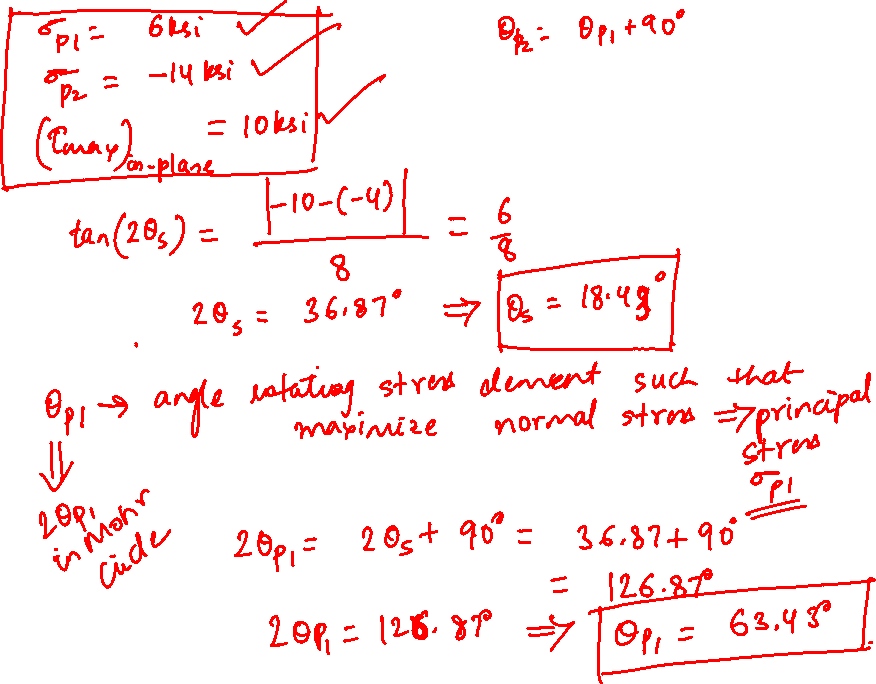 σp1 = 6ksi ✓
σp2 = -14 ksi ✓
(τmax)in-plane = 10ksi ✓
θp2 = θp1 + 90°
tan(2θs) = |-10-(-4)| / 8 = 6/8
2θs = 36.87° ⇒ θs = 18.43°
θp1 → angle rotating stress element such that
maximize normal stress ⇒ principal
stress
σp1
⇓
2θp1
in Mohr
Circle
2θp1 = 2θs + 90° = 36.87 + 90°
= 126.87°
2θp1 = 126.87° ⇒ θp1 = 63.43°